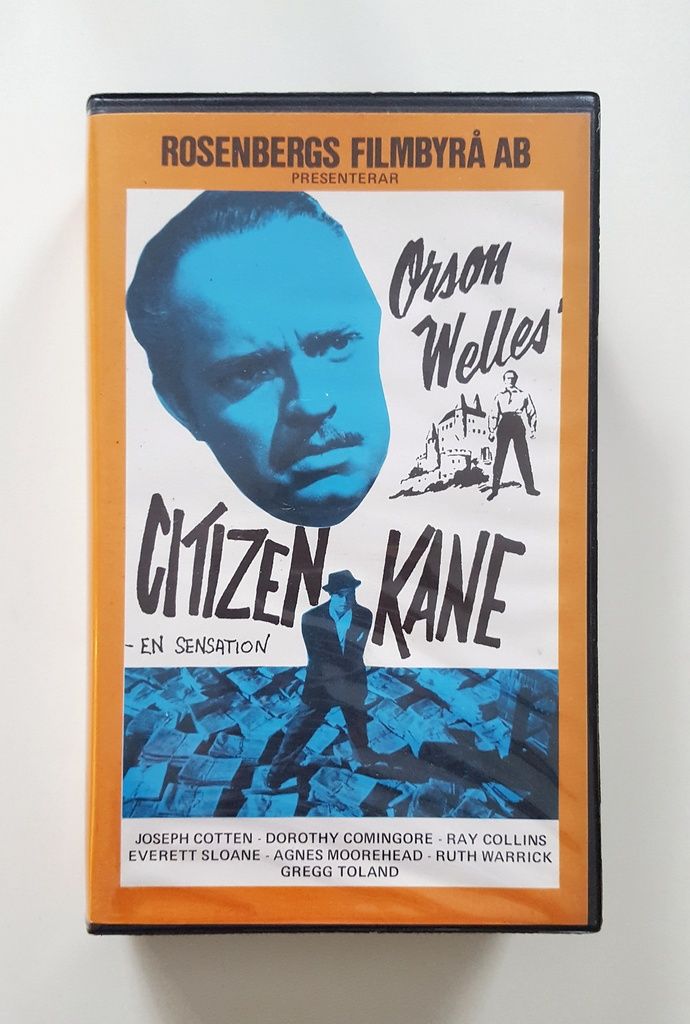 ROSENBERGS FILMBYRÅ AB
PRESENTERAR
Orson
Welles'
CITIZEN KANE
- EN SENSATION
JOSEPH COTTEN - DOROTHY COMINGORE - RAY COLLINS
EVERETT SLOANE - AGNES MOOREHEAD - RUTH WARRICK
GREGG TOLAND